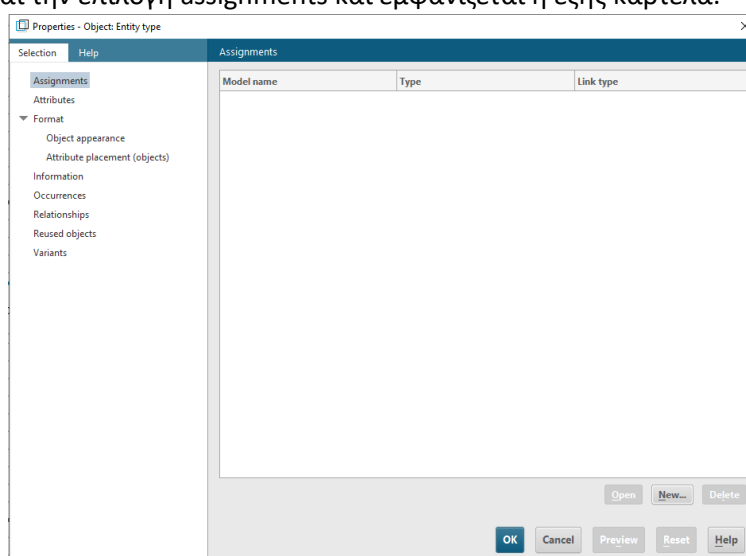 αι την επιλογή assignments και εμφανίζεται η εξής καρτέλα:
Properties - Object: Entity type
Selection Help Assignments
Assignments
Attributes
Format
Object appearance
Attribute placement (objects)
Information
Occurrences
Relationships
Reused objects
Variants
Model name Type Link type
Open New... Delete
OK Cancel Preview Reset Help